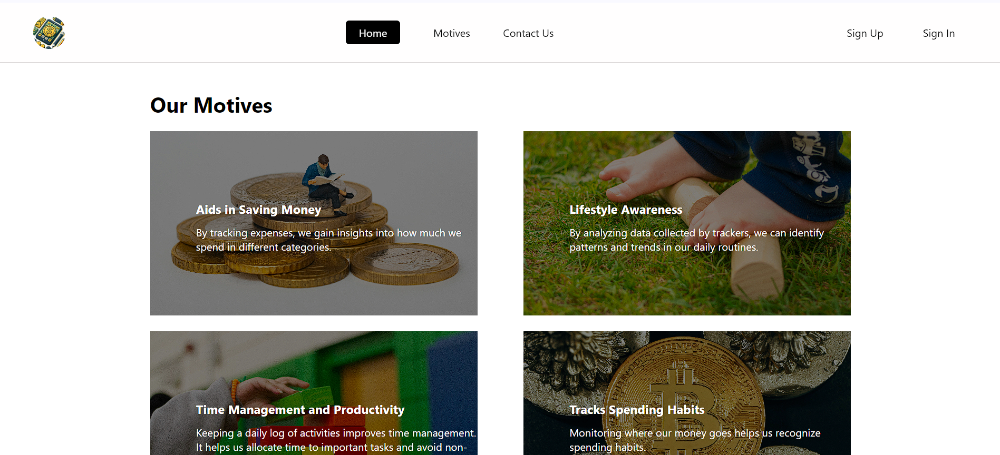 Home
Motives
Contact Us
Sign Up
Sign In
Our Motives
Aids in Saving Money
By tracking expenses, we gain insights into how much we
spend in different categories.
Lifestyle Awareness
By analyzing data collected by trackers, we can identify
patterns and trends in our daily routines.
Time Management and Productivity
Keeping a daily log of activities improves time management.
It helps us allocate time to important tasks and avoid non-
Tracks Spending Habits
Monitoring where our money goes helps us recognize
spending habits.